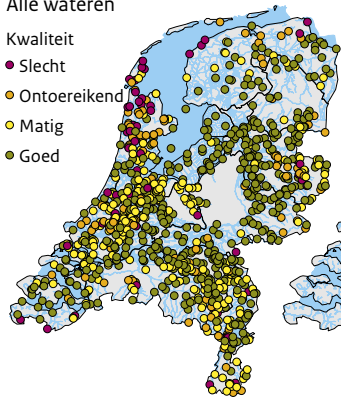 Alle wateren
Kwaliteit
Slecht
Ontoereikend
Matig
Goed